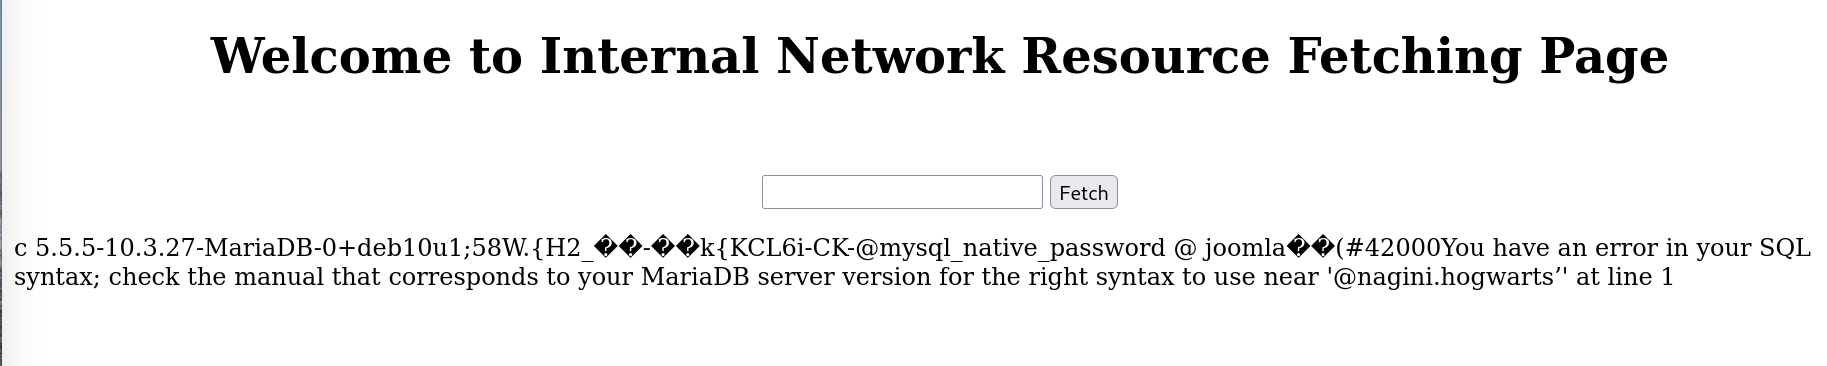 Welcome to Internal Network Resource Fetching Page
Fetch
c 5.5.5-10.3.27-MariaDB-0+deb10u1;58W.{H2_��-��k{KCL6i-CK-@mysql_native_password @ joomla��(#42000You have an error in your SQL
syntax; check the manual that corresponds to your MariaDB server version for the right syntax to use near '@nagini.hogwarts’' at line 1